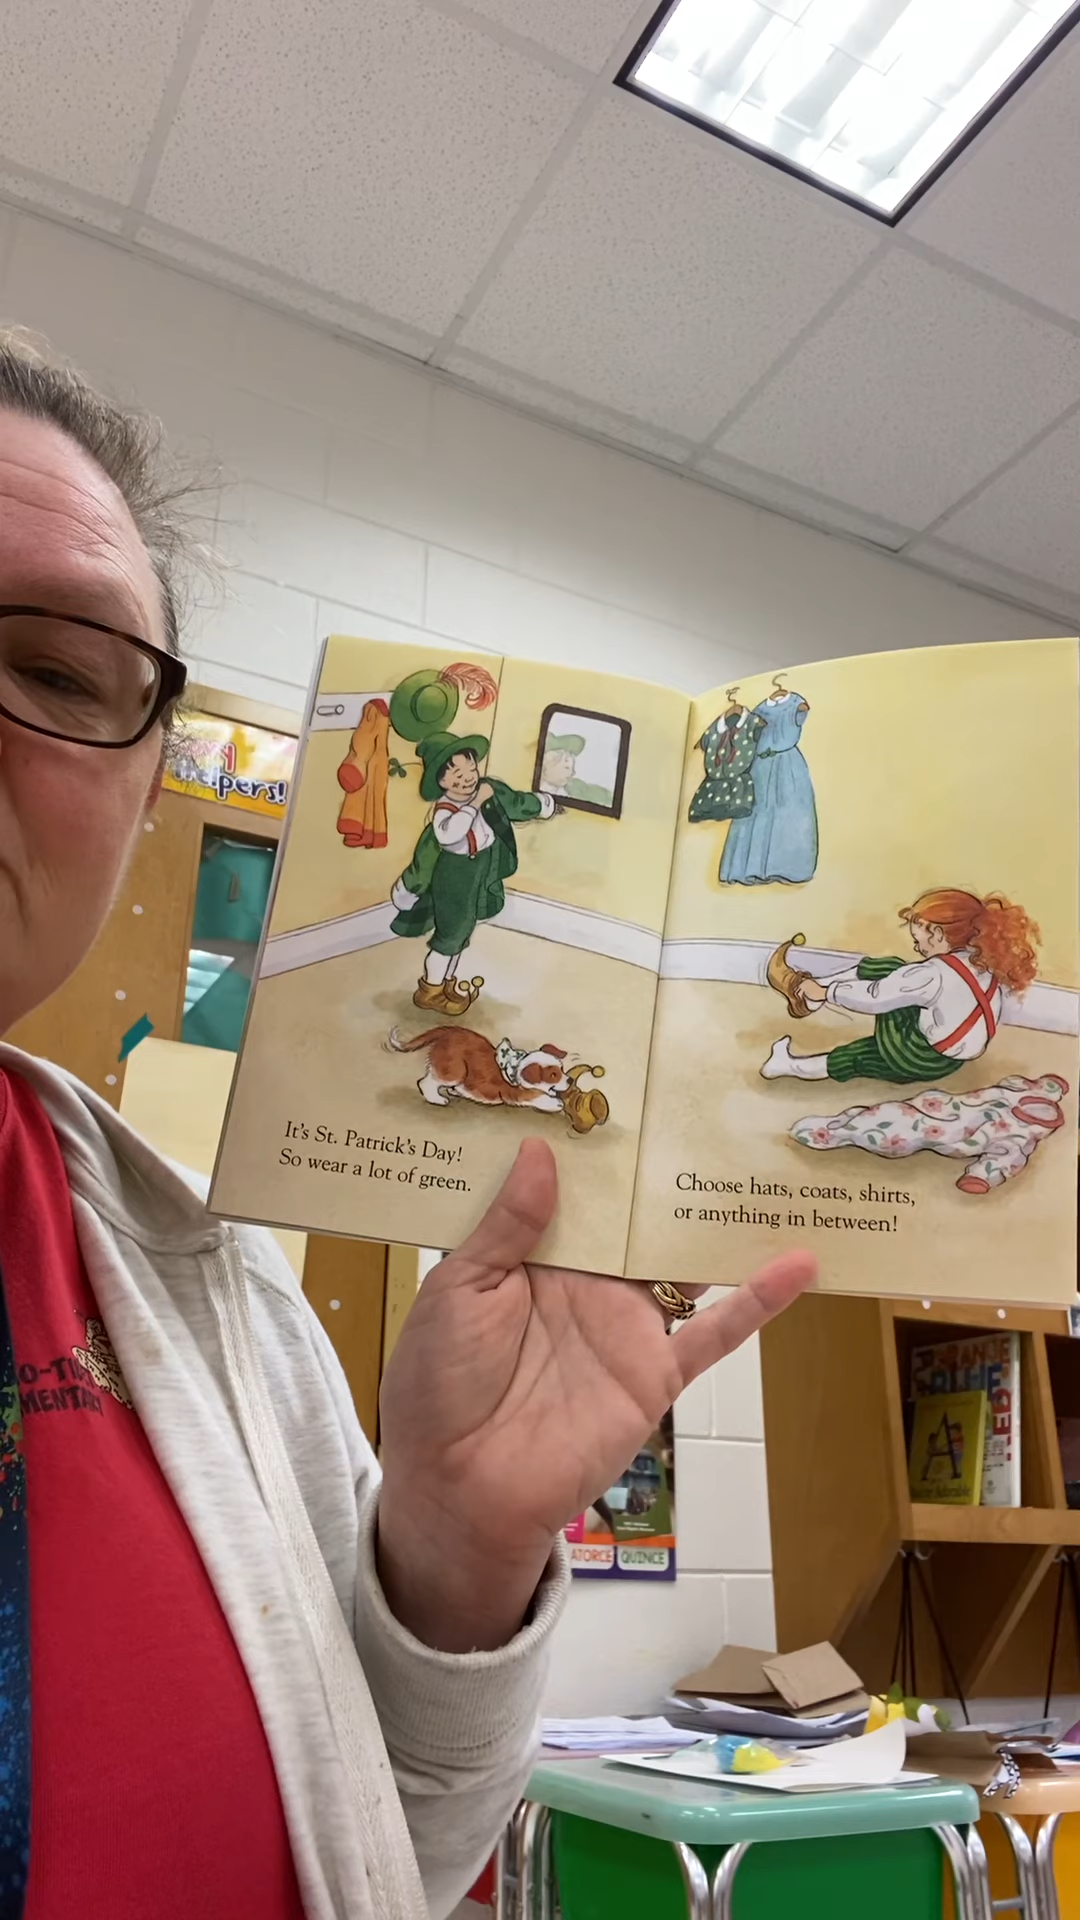 Helpers!
It's St. Patrick's Day!
So wear a lot of green.
Choose hats, coats, shirts,
or anything in between!
ATORCE
QUINCE
A